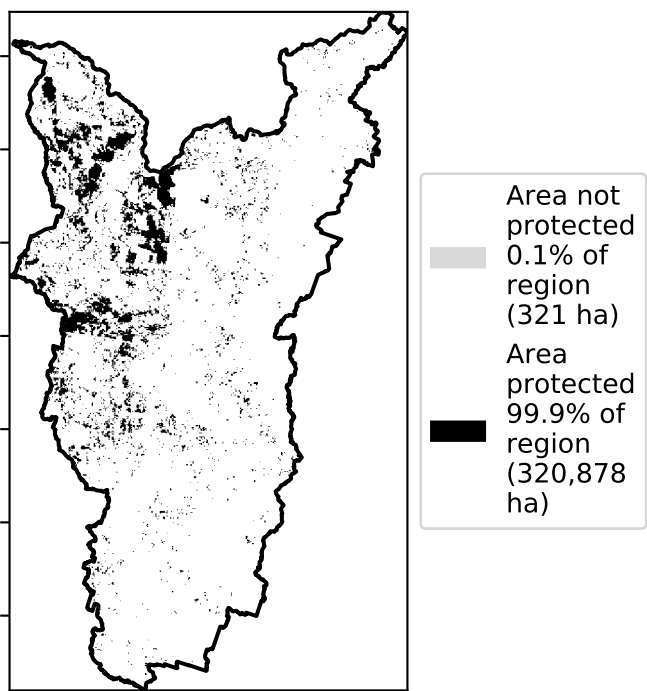 Area not
protected
0.1% of
region
(321 ha)
Area
protected
99.9% of
region
(320,878
ha)